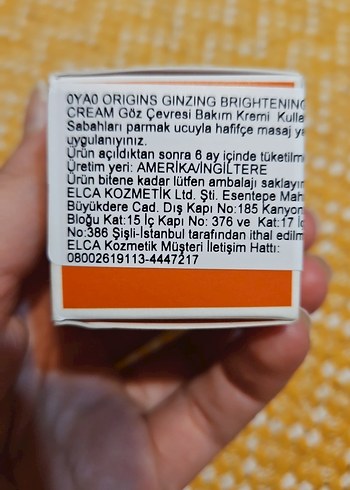 0YA0 ORIGINS GINZING BRIGHTENING
CREAM Göz Çevresi Bakım Kremi Kulla
Sabahları parmak ucuyla hafifçe masaj ya
uygulanıyınız.
Ürün açıldıktan sonra 6 ay içinde tüketilm
Üretim yeri: AMERİKA/İNGİLTERE
Ürün bitene kadar lütfen ambalajı saklayın
ELCA KOZMETİK Ltd. Şti. Esentepe Mah
Büyükdere Cad. Dış Kapı No:185 Kanyon
Bloğu Kat:15 İç Kapı No: 376 ve Kat:17 İc
No:386 Şişli-İstanbul tarafından ithal edilm
ELCA Kozmetik Müşteri İletişim Hattı:
08002619113-4447217